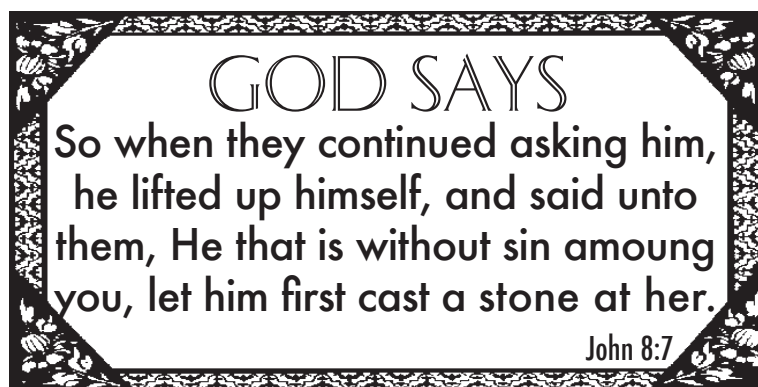 GOD SAYS
So when they continued asking him,
he lifted up himself, and said unto
them, He that is without sin amoung
you, let him first cast a stone at her.
John 8:7